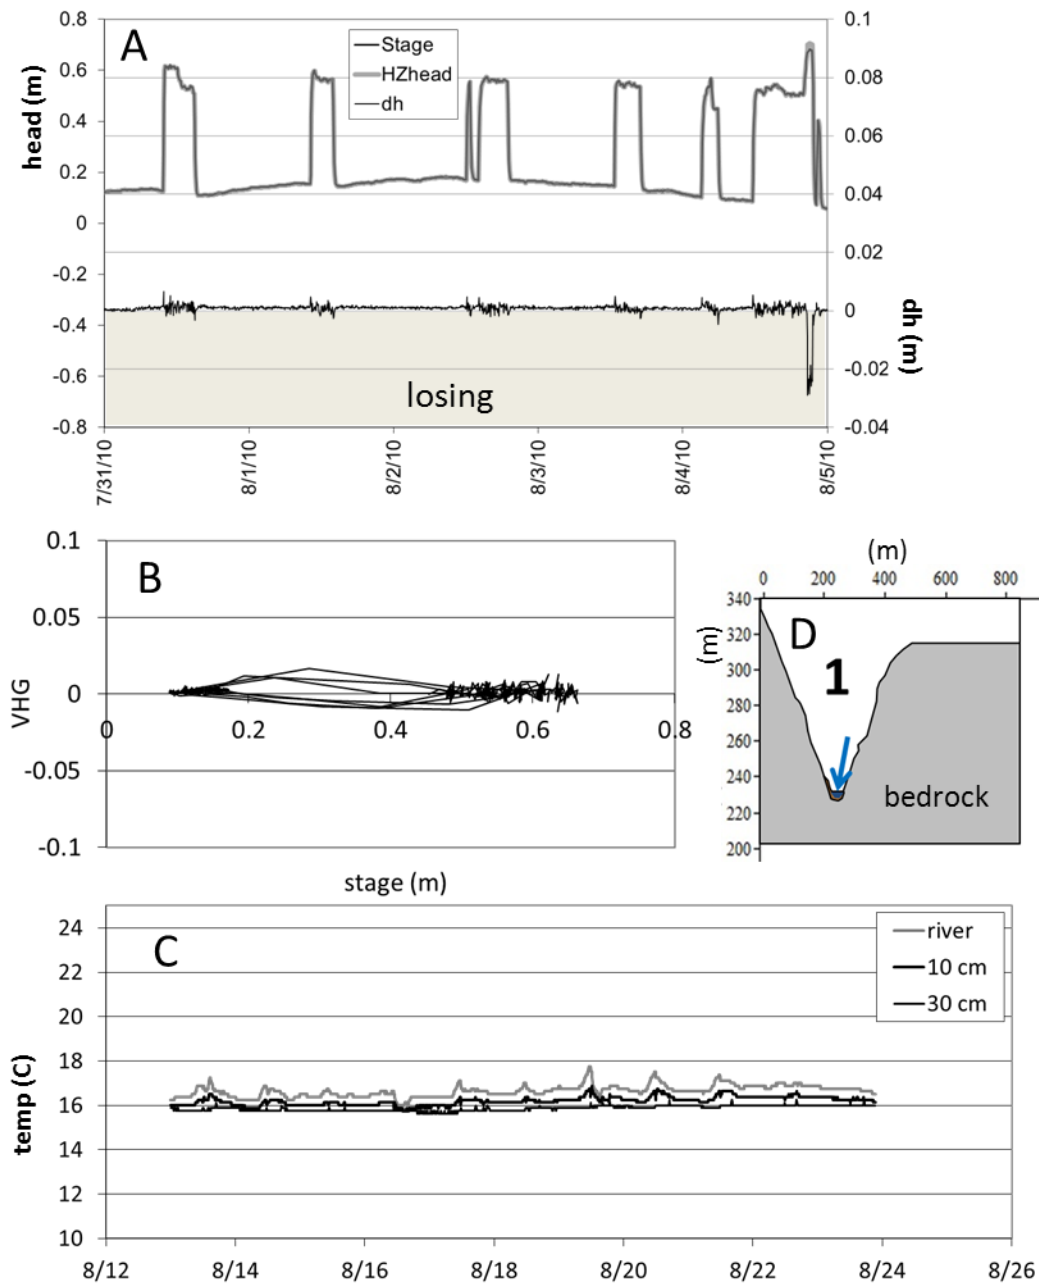 A
Stage
HZhead
dh
head (m)
0.8
0.6
0.4
0.2
0
-0.2
-0.4
-0.6
-0.8
0.1
0.08
0.06
0.04
0.02
0
-0.02
-0.04
dh (m)
losing
7/31/10
8/1/10
8/2/10
8/3/10
8/4/10
8/5/10
B
VHG
0.1
0.05
0
-0.05
-0.1
0
0.2
0.4
0.6
0.8
stage (m)
(m)
0 200 400 600 800
(m)
340
320
300
280
260
240
220
200
D
1
bedrock
C
river
10 cm
30 cm
temp (C)
24
22
20
18
16
14
12
10
8/12 8/14 8/16 8/18 8/20 8/22 8/24 8/26